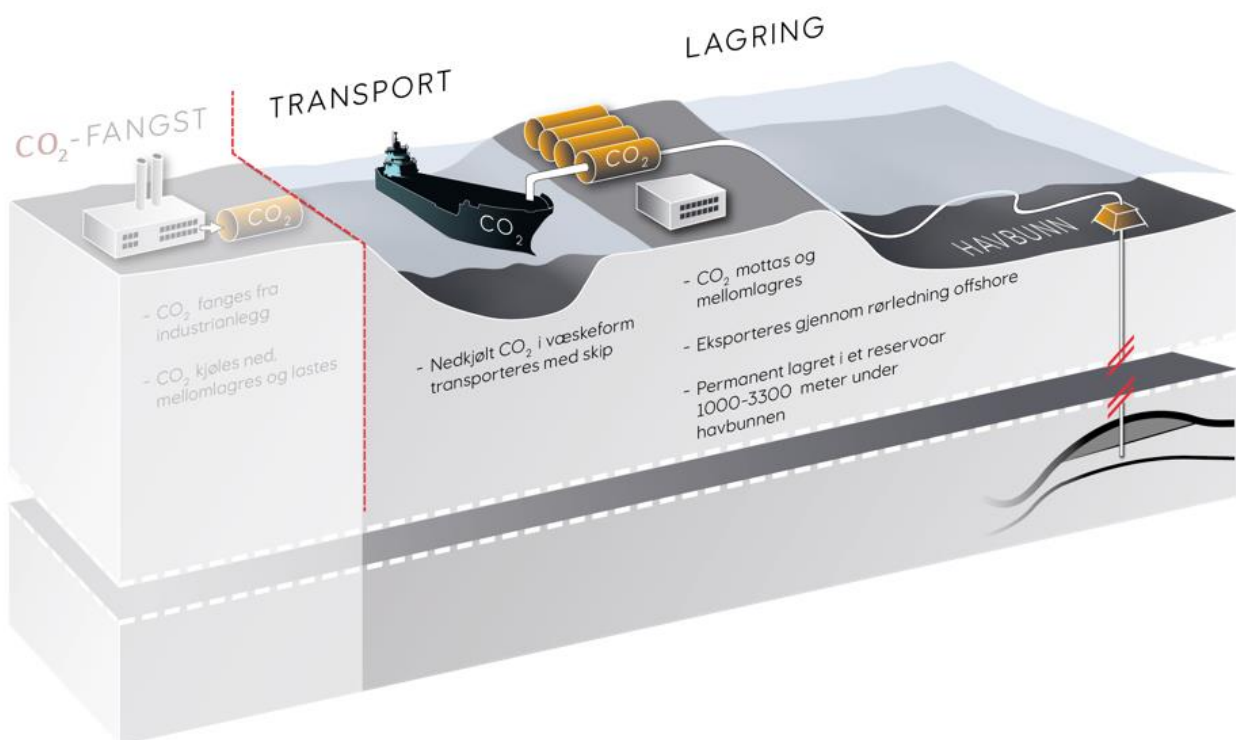 CO₂-FANGST
TRANSPORT
LAGRING
CO₂
CO₂
CO₂
HAVBUNN
- CO₂ fanges fra
industrianlegg
- CO₂ kjøles ned,
mellomlagres og lastes
- Nedkjølt CO₂ i væskeform
transporteres med skip
- CO₂ mottas og
mellomlagres
- Eksporteres gjennom rørledning offshore
- Permanent lagret i et reservoar
1000-3300 meter under
havbunnen